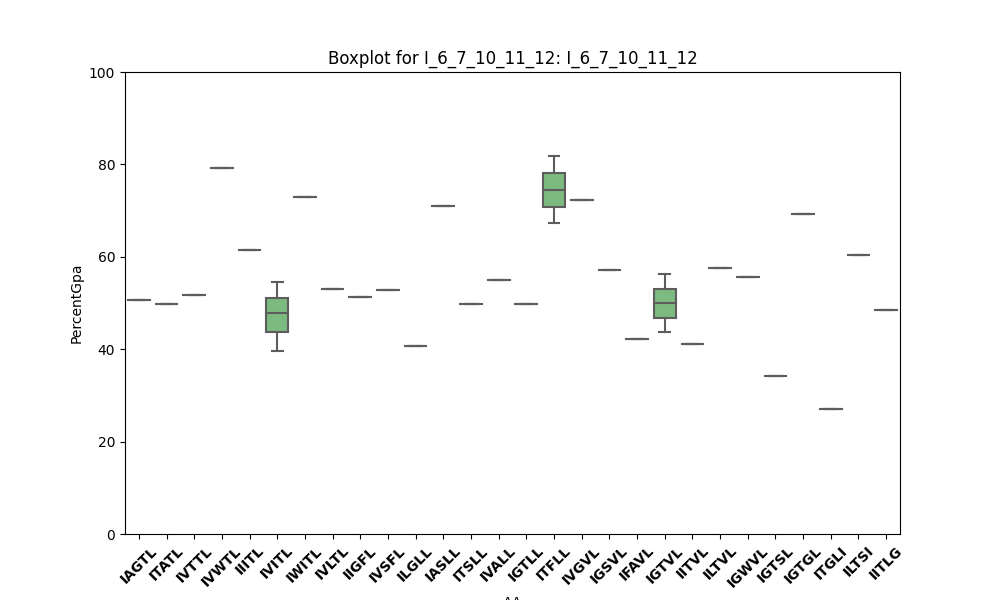 Boxplot for I_6_7_10_11_12: I_6_7_10_11_12
PercentGpa
100
80
60
40
20
0
IAGTL
ITATL
IVTTL
IVWTL
IIITL
IVITL
IWITL
IVLTL
IIGFL
IVSFL
ILGLL
IASLL
ITSLL
IVALL
IGTLL
ITFLL
IVGVL
IGSVL
IFAVL
IGTVL
IITVL
ILTVL
IGWVL
IGTSL
IGTGL
ITGLI
ILTSI
IITLG